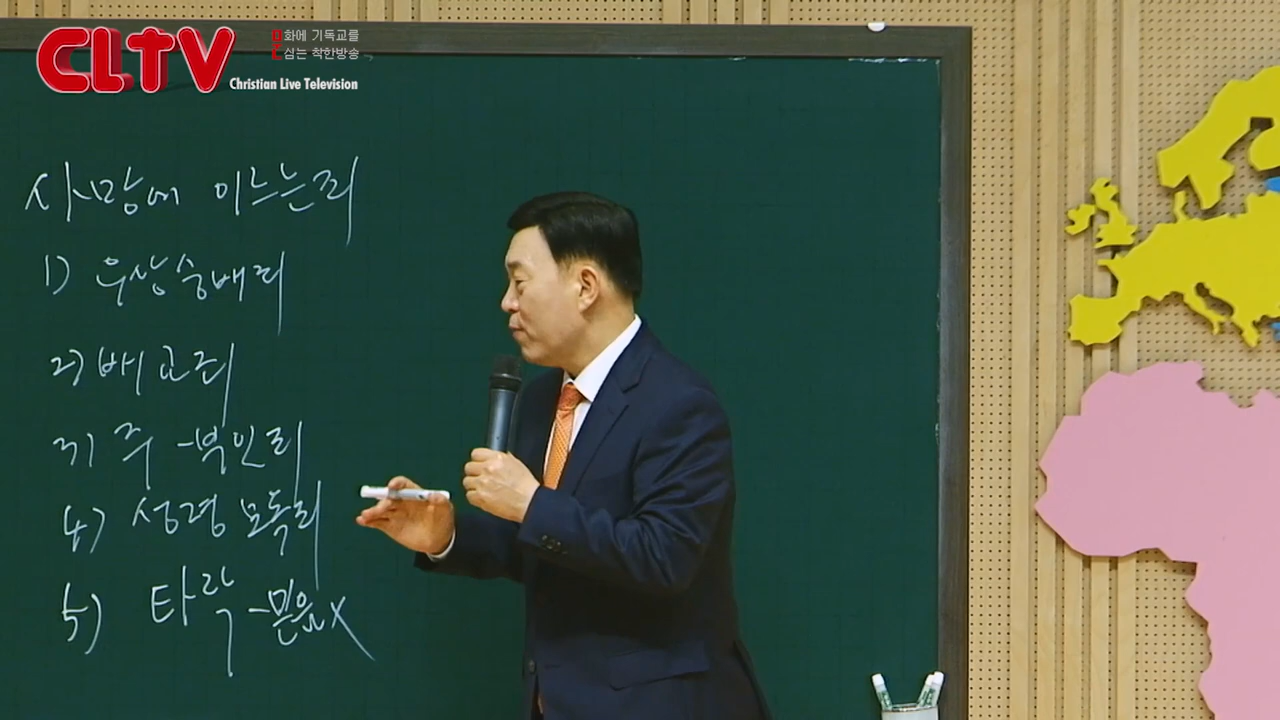 CLTV
문화에 기독교를
심는 착한방송
Christian Live Television
사망에 이르는죄
1) 우상숭배죄
2) 배교죄
3) 주 - 부인죄
4) 성령모독죄
5) 타락 - 믿음 X